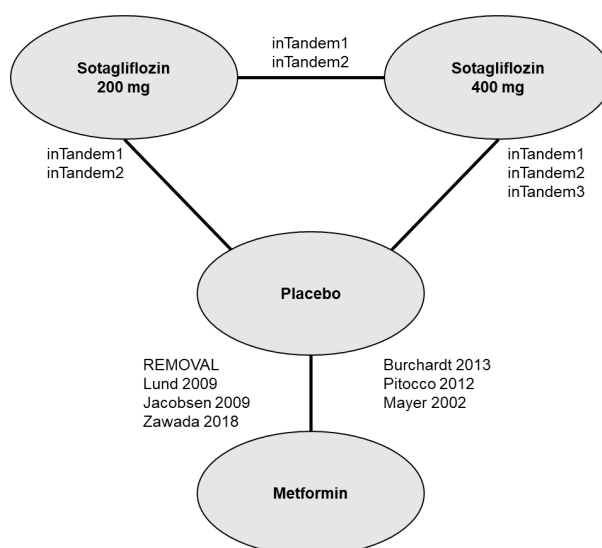 inTandem1
inTandem2
Sotagliflozin
200 mg
Sotagliflozin
400 mg
inTandem1
inTandem2
inTandem1
inTandem2
inTandem3
Placebo
REMOVAL
Lund 2009
Jacobsen 2009
Zawada 2018
Burchardt 2013
Pitocco 2012
Mayer 2002
Metformin